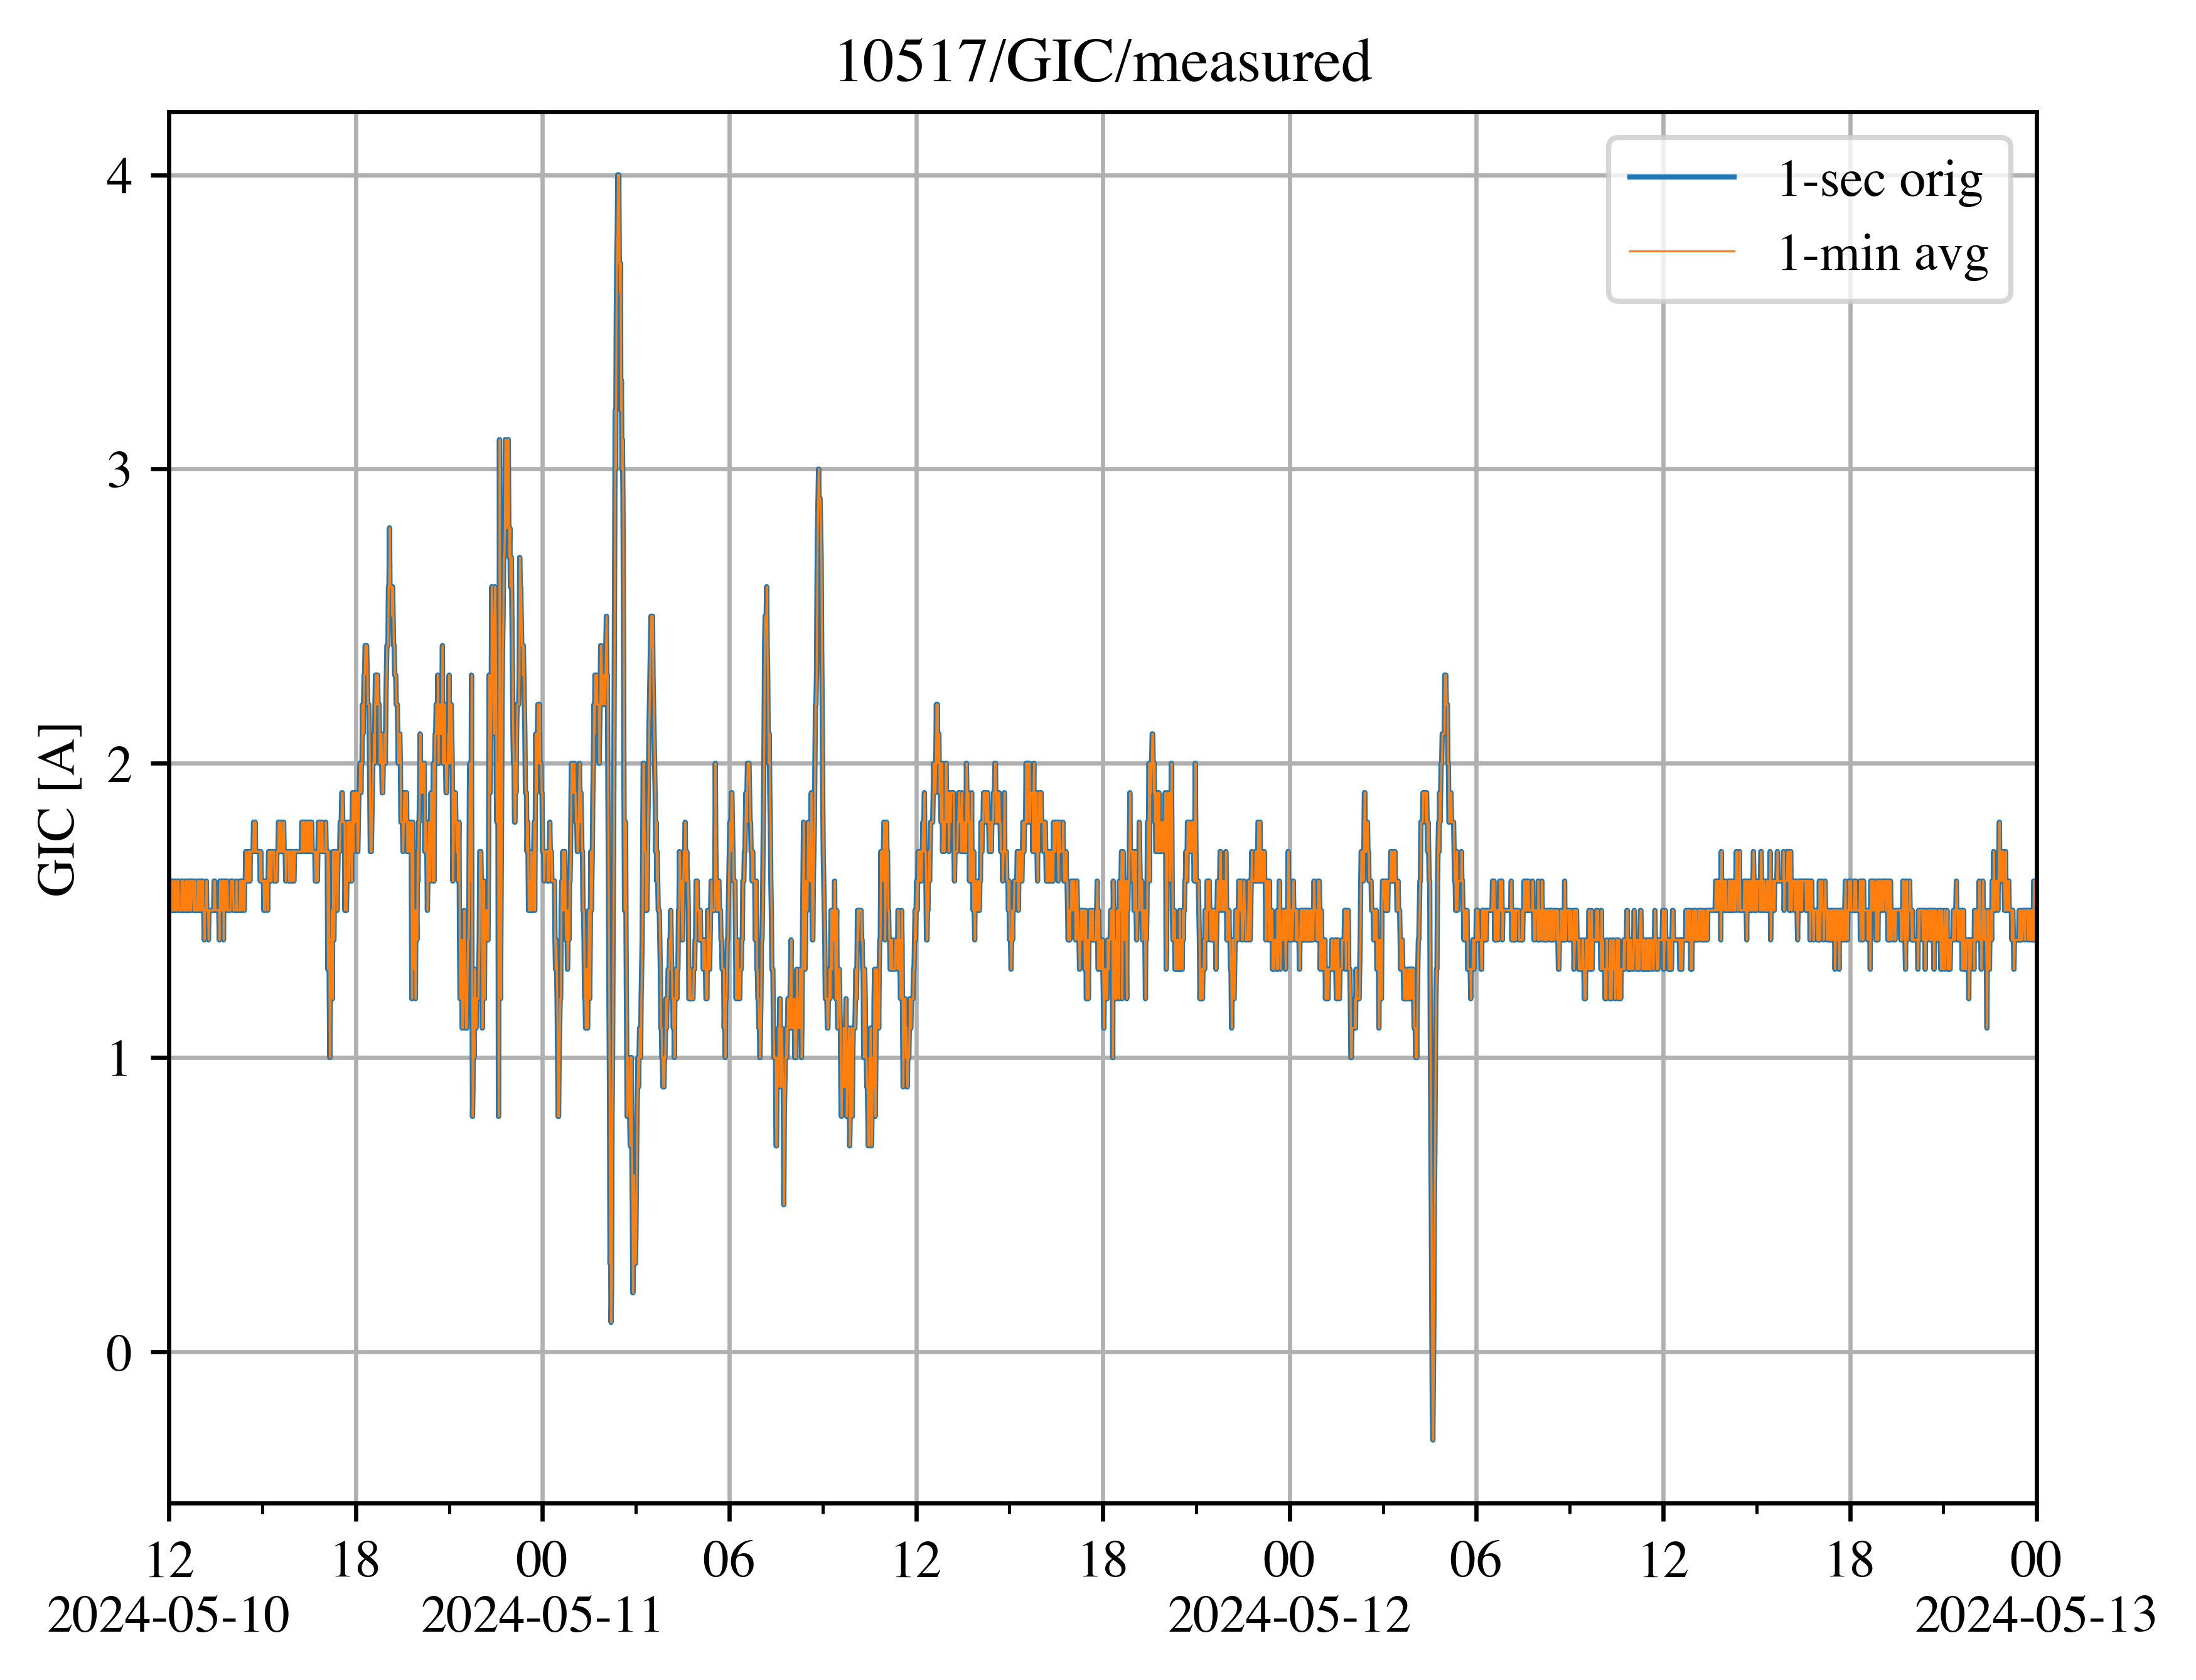 10517/GIC/measured
1-sec orig
1-min avg
GIC [A]
4
3
2
1
0
12 18 00 06 12 18 00 06 12 18 00
2024-05-10 2024-05-11 2024-05-12 2024-05-13